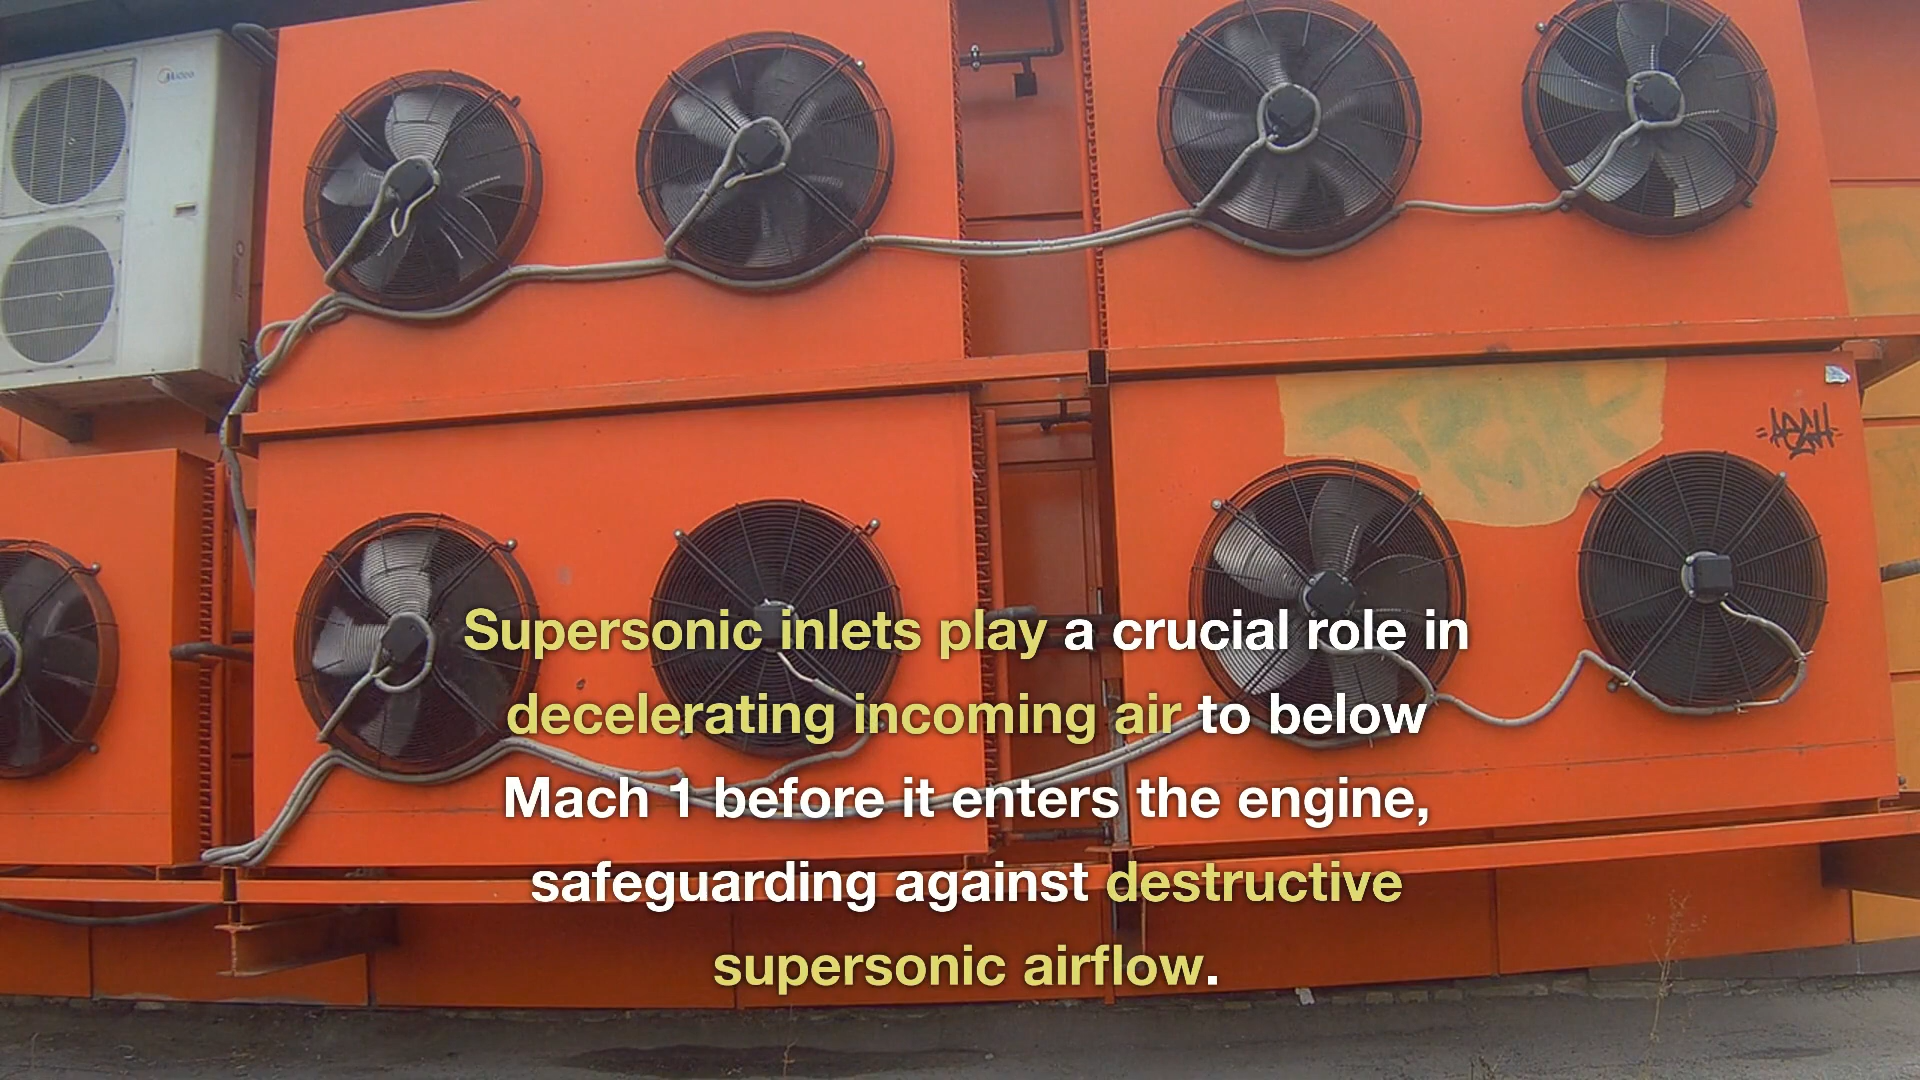 Midea
Supersonic inlets play a crucial role in
decelerating incoming air to below
Mach 1 before it enters the engine,
safeguarding against destructive
supersonic airflow.